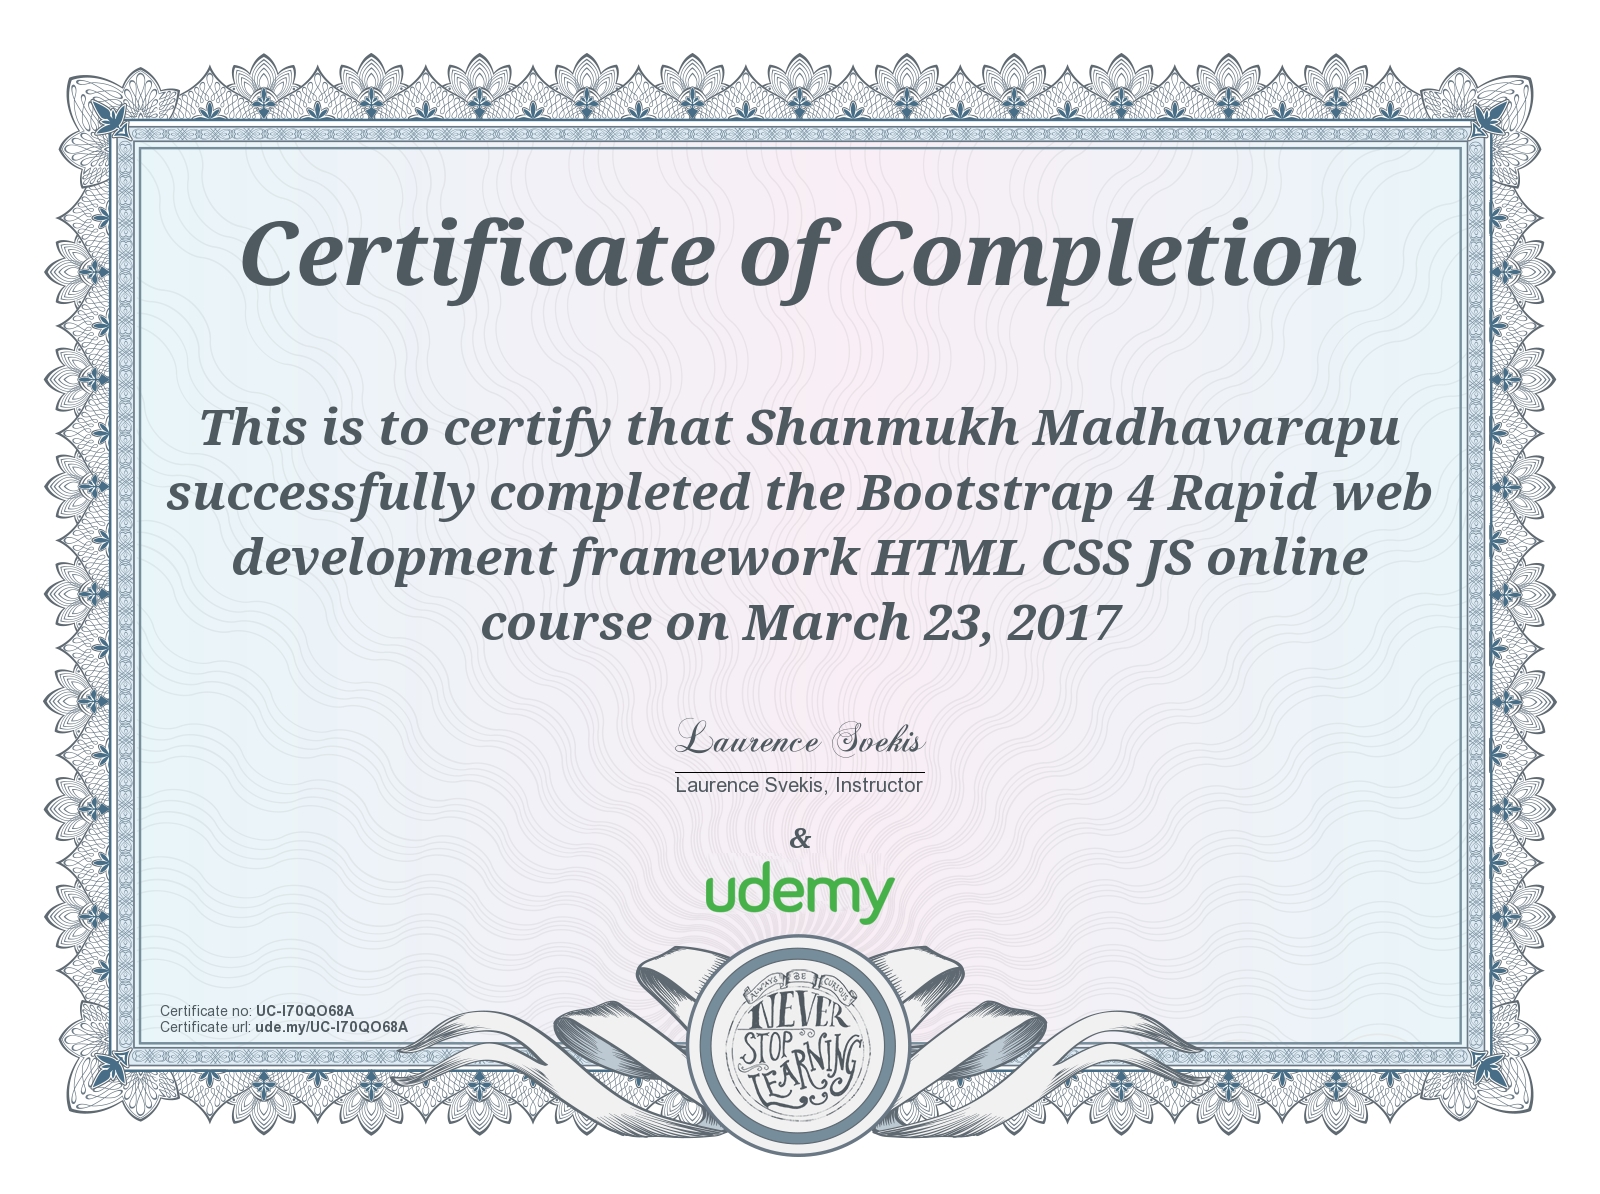 Certificate of Completion
This is to certify that Shanmukh Madhavarapu
successfully completed the Bootstrap 4 Rapid web
development framework HTML CSS JS online
course on March 23, 2017
Laurence Svekis
Laurence Svekis, Instructor
&
udemy
Certificate no: UC-I70QO68A
Certificate url: ude.my/UC-I70QO68A
ALWAYS BE CURIOUS
NEVER
STOP
LEARNING